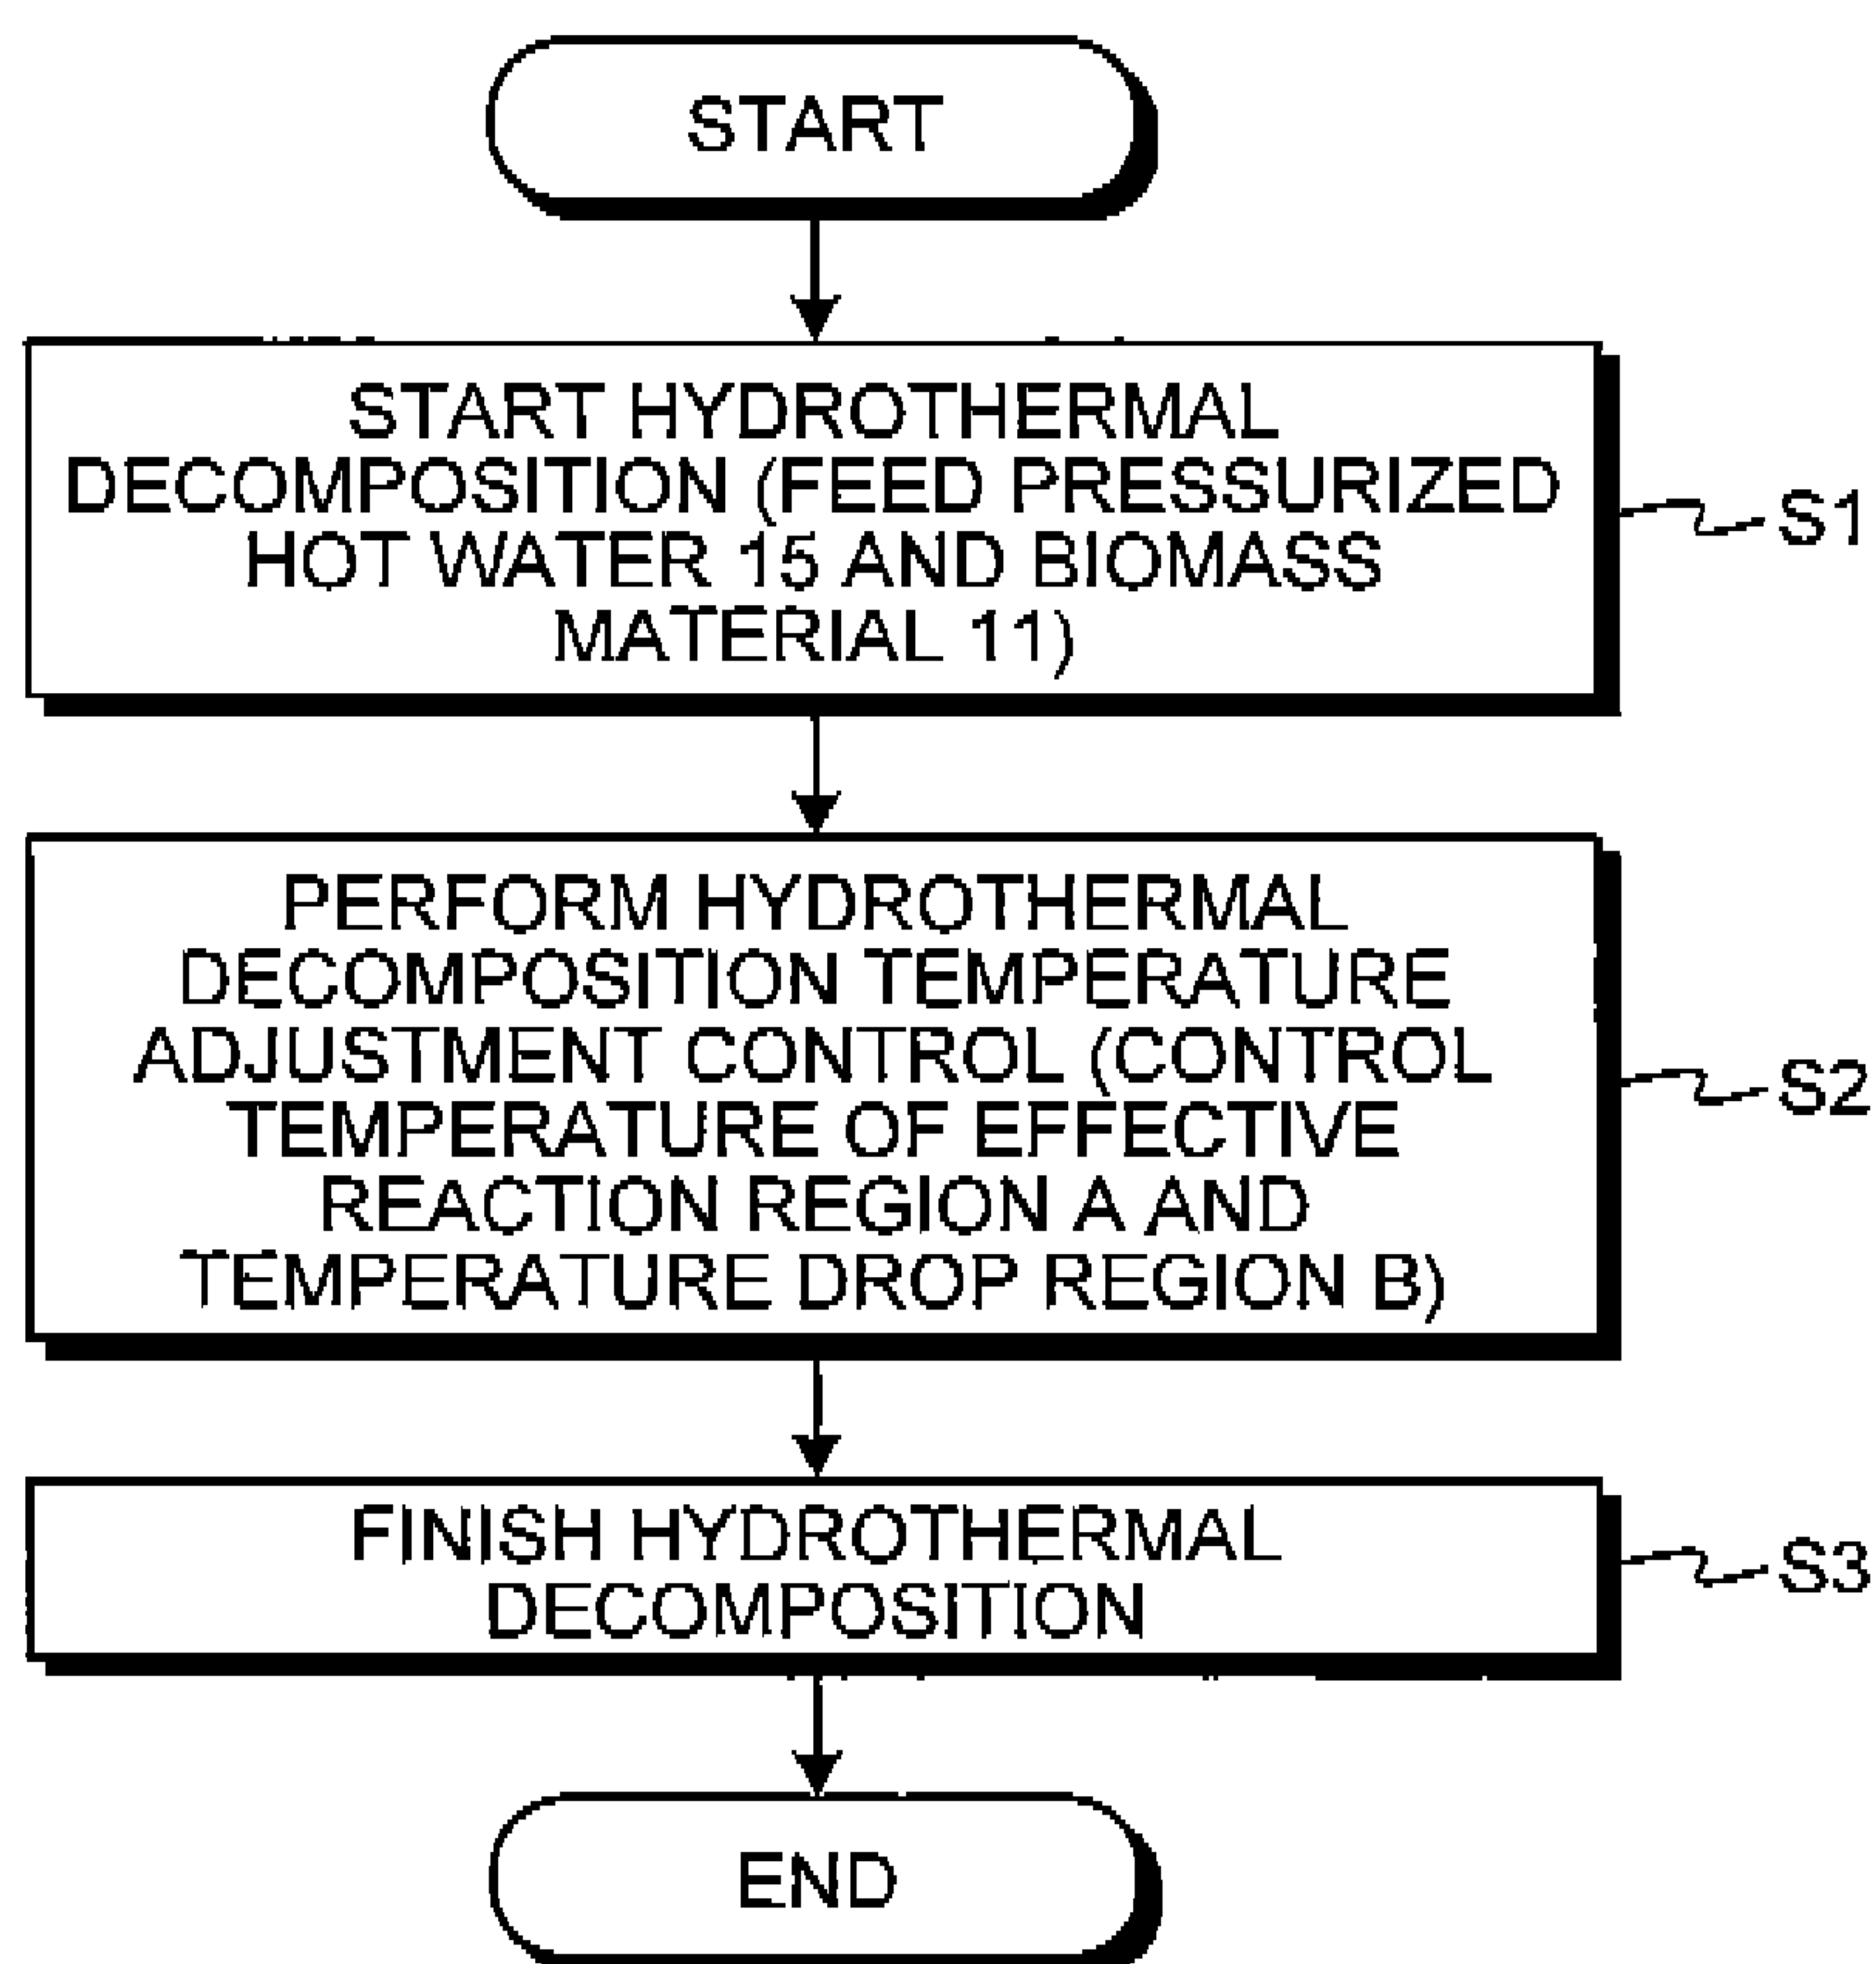 START
START HYDROTHERMAL
DECOMPOSITION (FEED PRESSURIZED
HOT WATER 15 AND BIOMASS
MATERIAL 11)
S1
PERFORM HYDROTHERMAL
DECOMPOSITION TEMPERATURE
ADJUSTMENT CONTROL (CONTROL
TEMPERATURE OF EFFECTIVE
REACTION REGION A AND
TEMPERATURE DROP REGION B)
S2
FINISH HYDROTHERMAL
DECOMPOSITION
S3
END